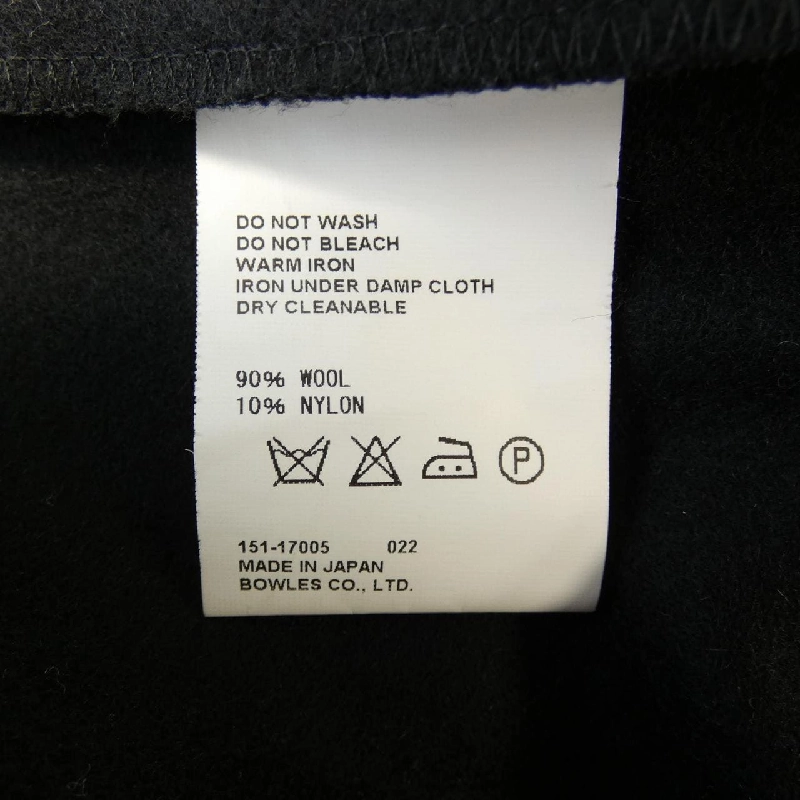 DO NOT WASH
DO NOT BLEACH
WARM IRON
IRON UNDER DAMP CLOTH
DRY CLEANABLE
90% WOOL
10% NYLON
P
151-17005 022
MADE IN JAPAN
BOWLES CO., LTD.